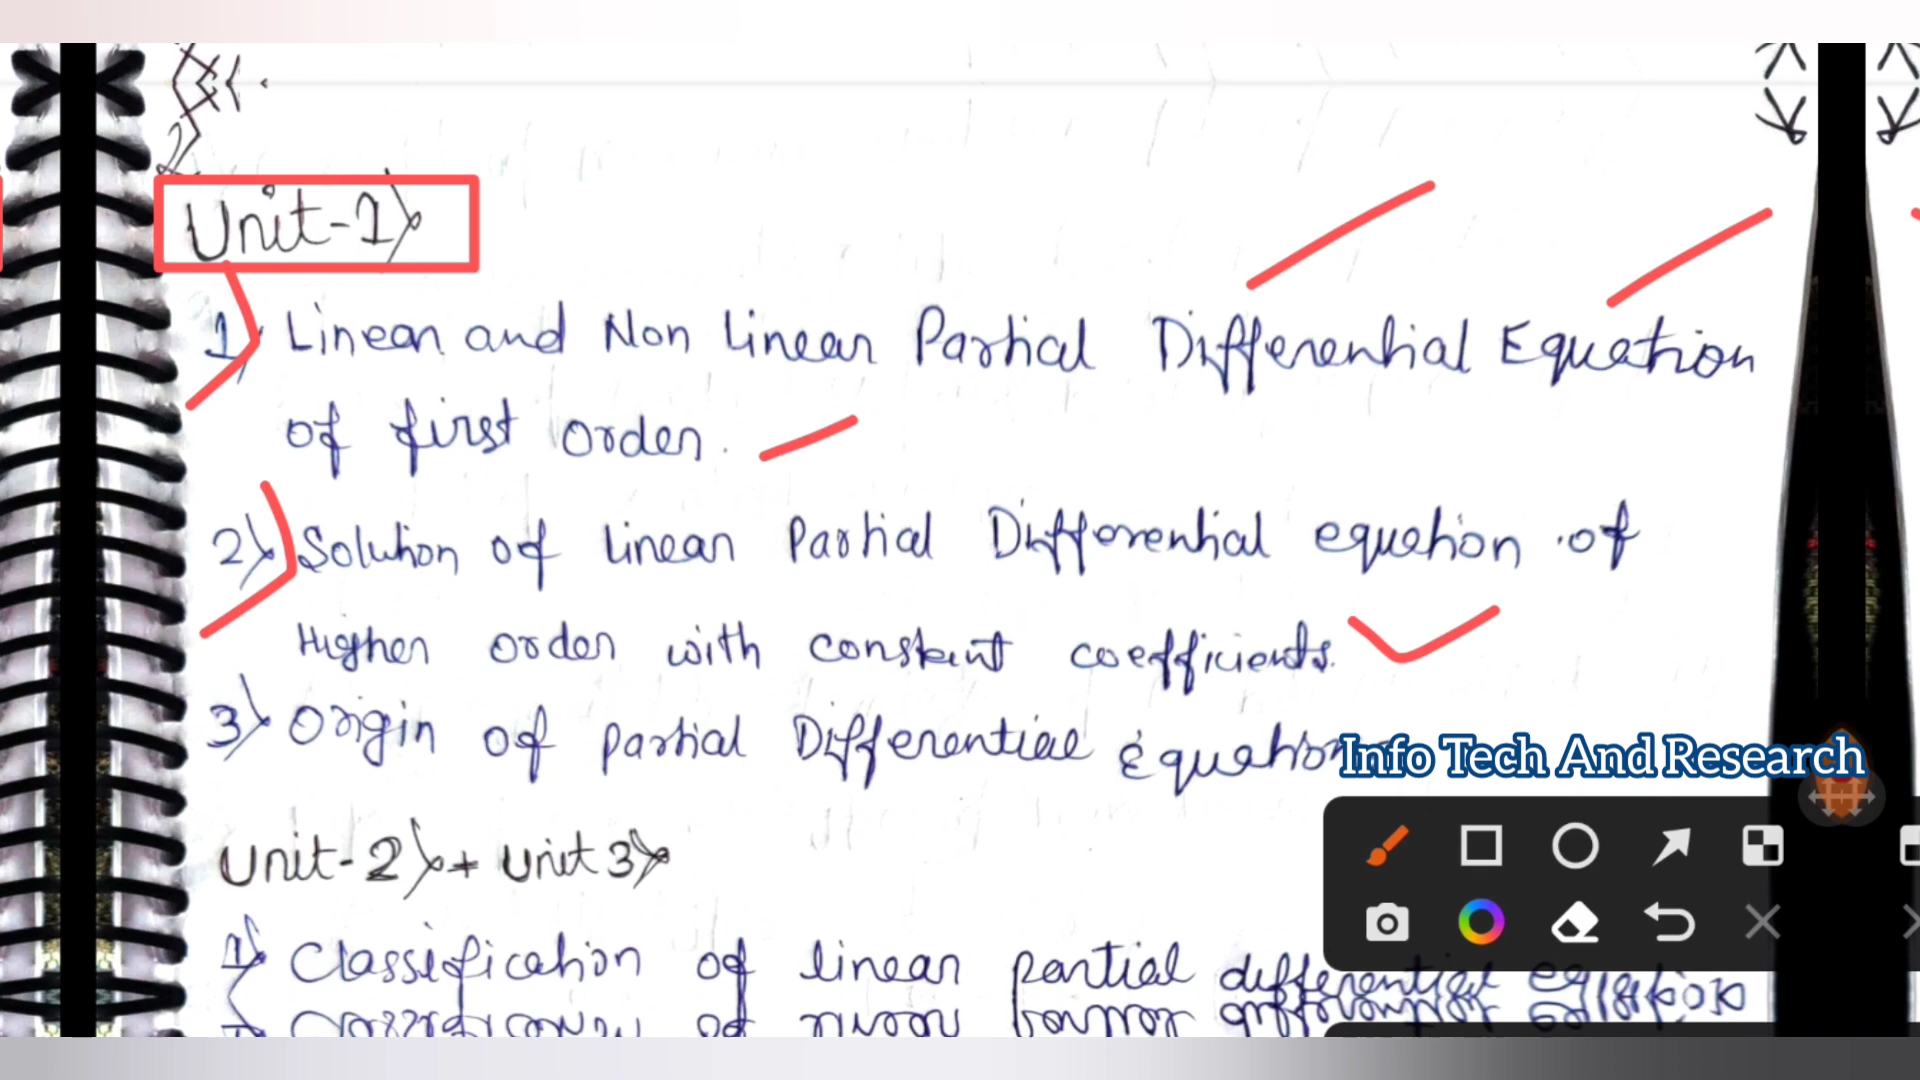 Unit-1
1) Linear and Non linear Partial Differential Equation
of first order.
2) Solution of linear Partial Differential equation of
Higher order with constant coefficients.
3) Origin of partial Differential Equation
Info Tech And Research
Unit-2 + Unit 3
1) Classification of linear partial differential equation